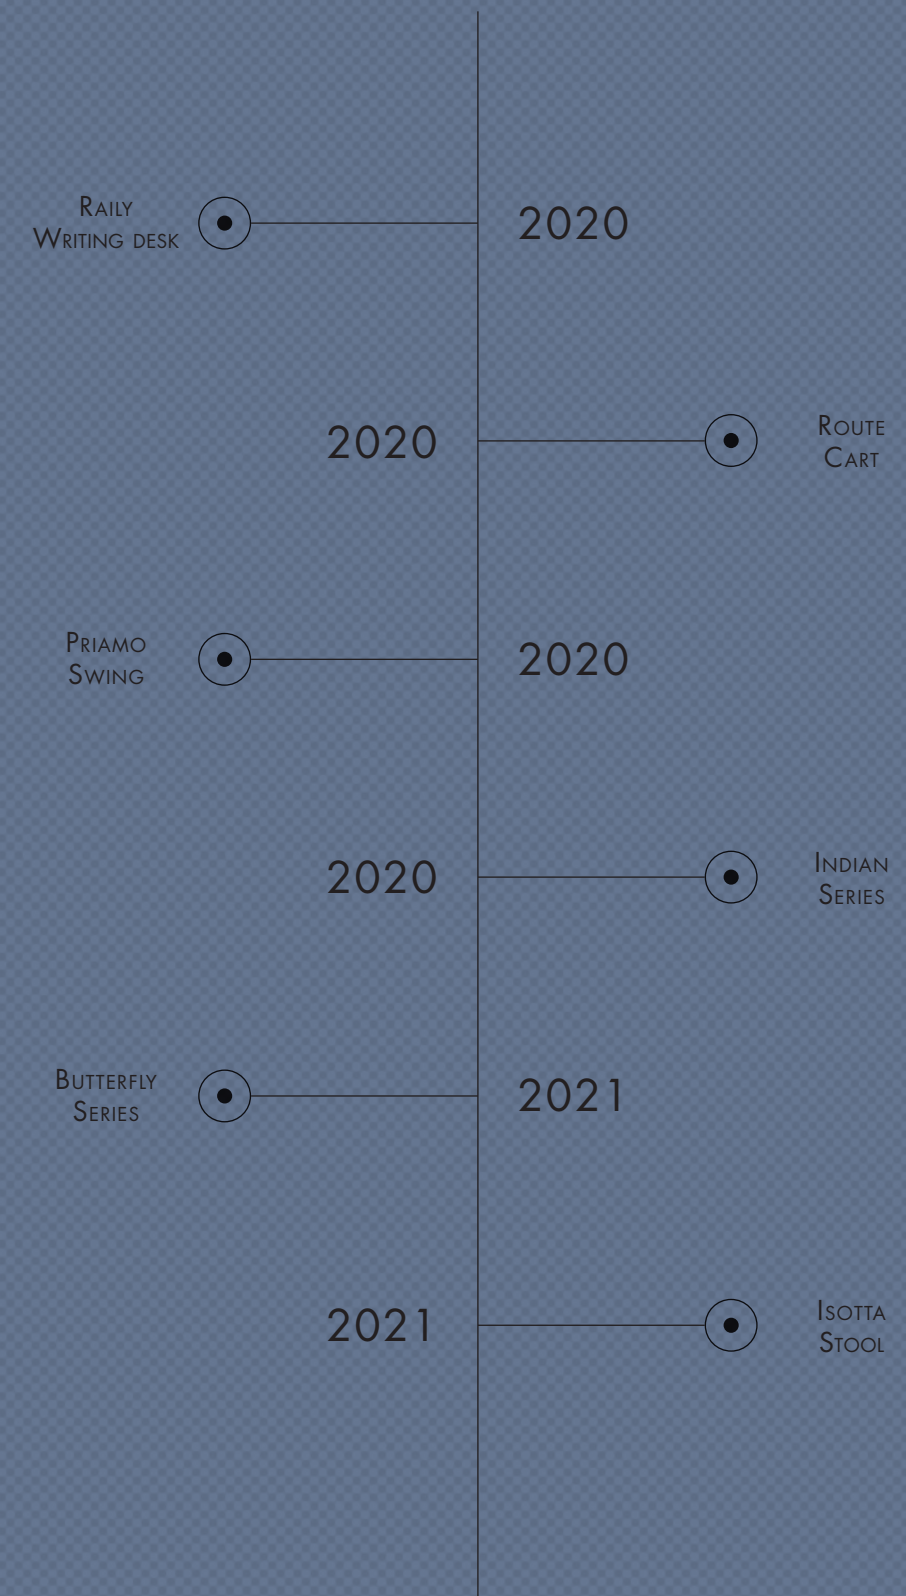 Raily
Writing desk
2020
2020
Route
Cart
Priamo
Swing
2020
2020
Indian
Series
Butterfly
Series
2021
2021
Isotta
Stool